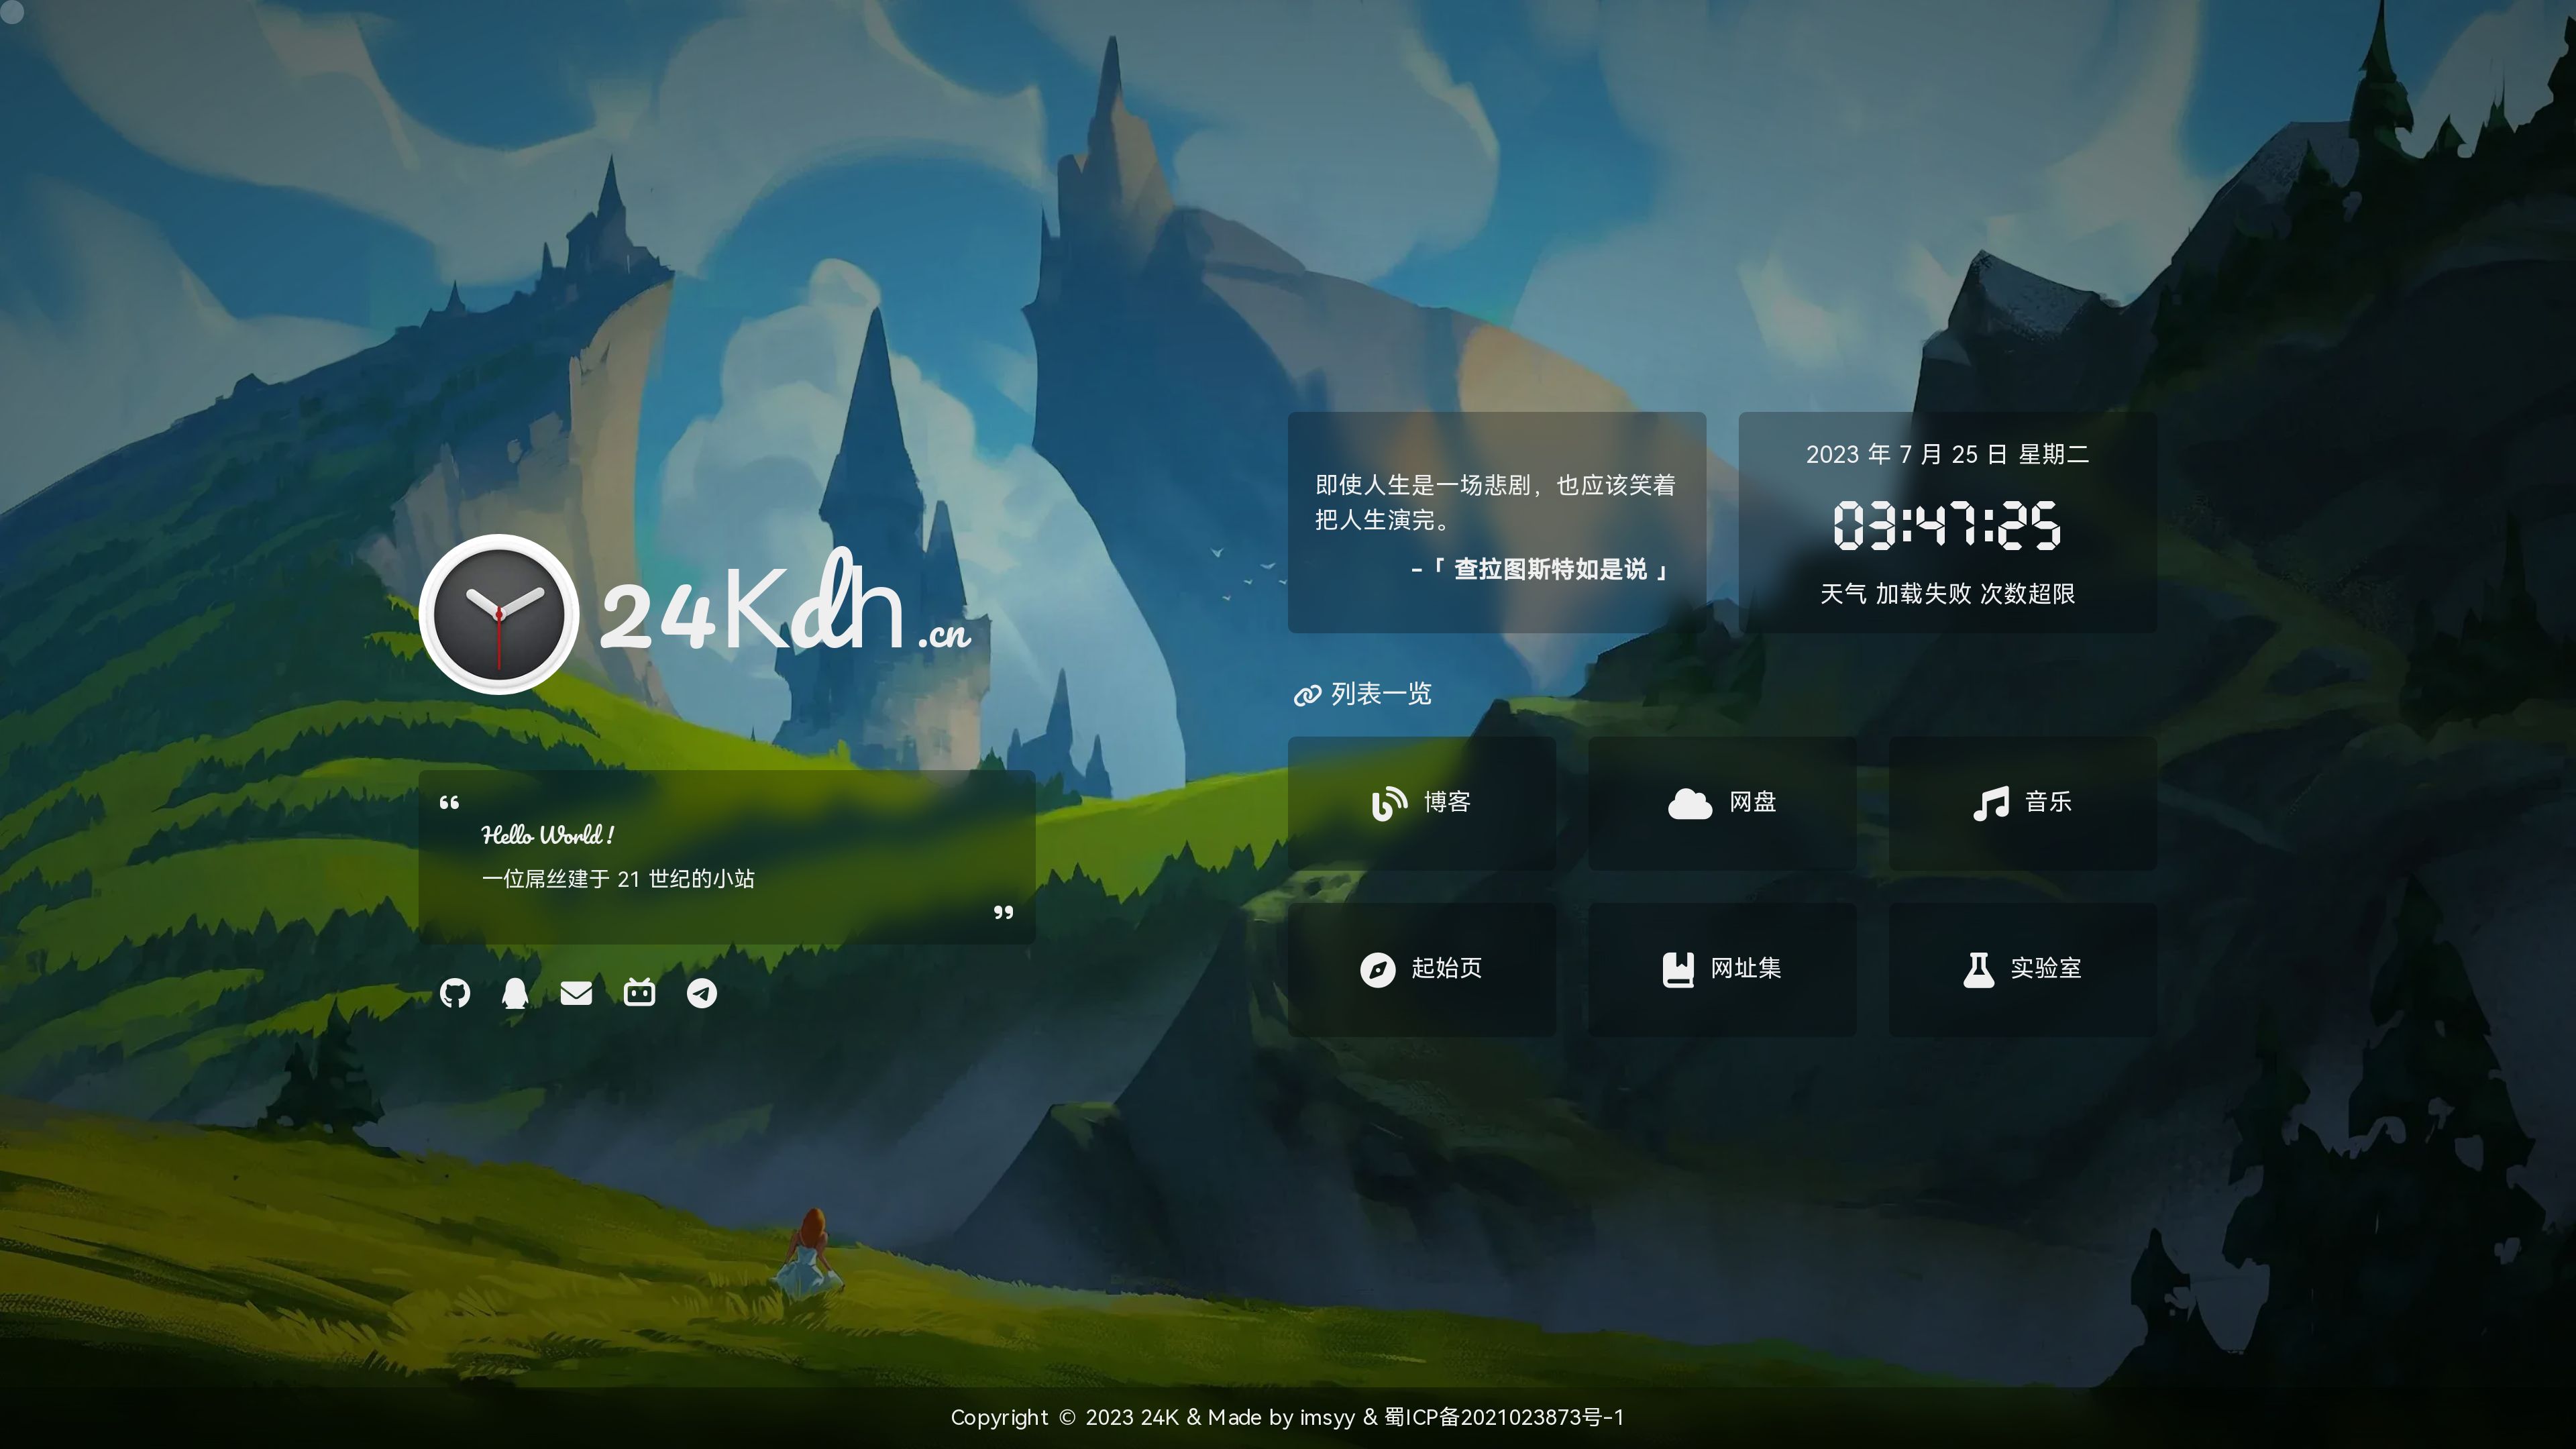 24Kdh.cn
Hello World !
一位屌丝建于 21 世纪的小站
即使人生是一场悲剧，也应该笑着
把人生演完。
-「 查拉图斯特如是说 」
2023 年 7 月 25 日 星期二
03:47:25
天气 加载失败 次数超限
列表一览
博客
网盘
音乐
起始页
网址集
实验室
Copyright © 2023 24K & Made by imsyy & 蜀ICP备2021023873号-1